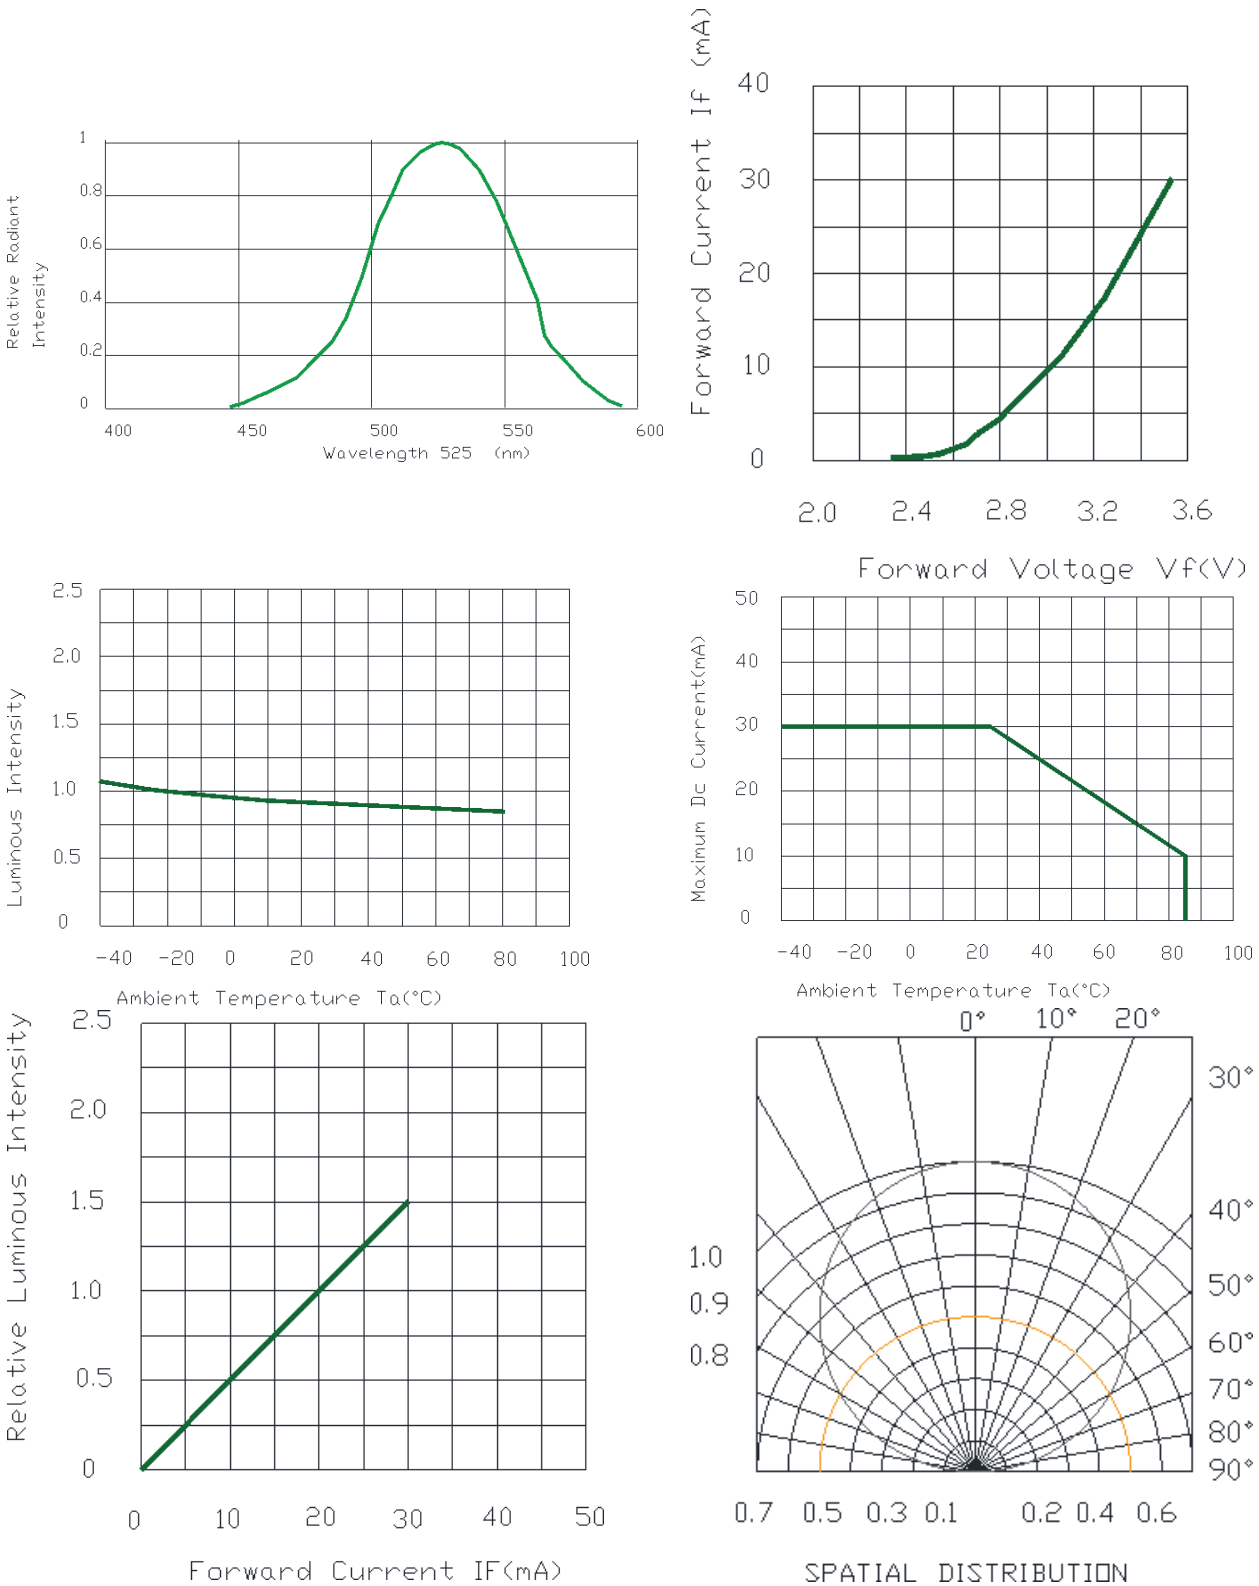 Relative Radiant
Intensity
1
0.8
0.6
0.4
0.2
0
400 450 500 550 600
Wavelength 525 (nm)
Forward Current If (mA)
40
30
20
10
0
2.0 2.4 2.8 3.2 3.6
Forward Voltage Vf(V)
Luminous Intensity
2.5
2.0
1.5
1.0
0.5
0
-40 -20 0 20 40 60 80 100
Ambient Temperature Ta(°C)
Maximum Dc Current(mA)
50
40
30
20
10
0
-40 -20 0 20 40 60 80 100
Ambient Temperature Ta(°C)
Relative Luminous Intensity
2.5
2.0
1.5
1.0
0.5
0
0 10 20 30 40 50
Forward Current IF(mA)
0° 10° 20°
30°
40°
50°
60°
70°
80°
90°
1.0
0.9
0.8
0.7 0.5 0.3 0.1 0.2 0.4 0.6
SPATIAL DISTRIBUTION